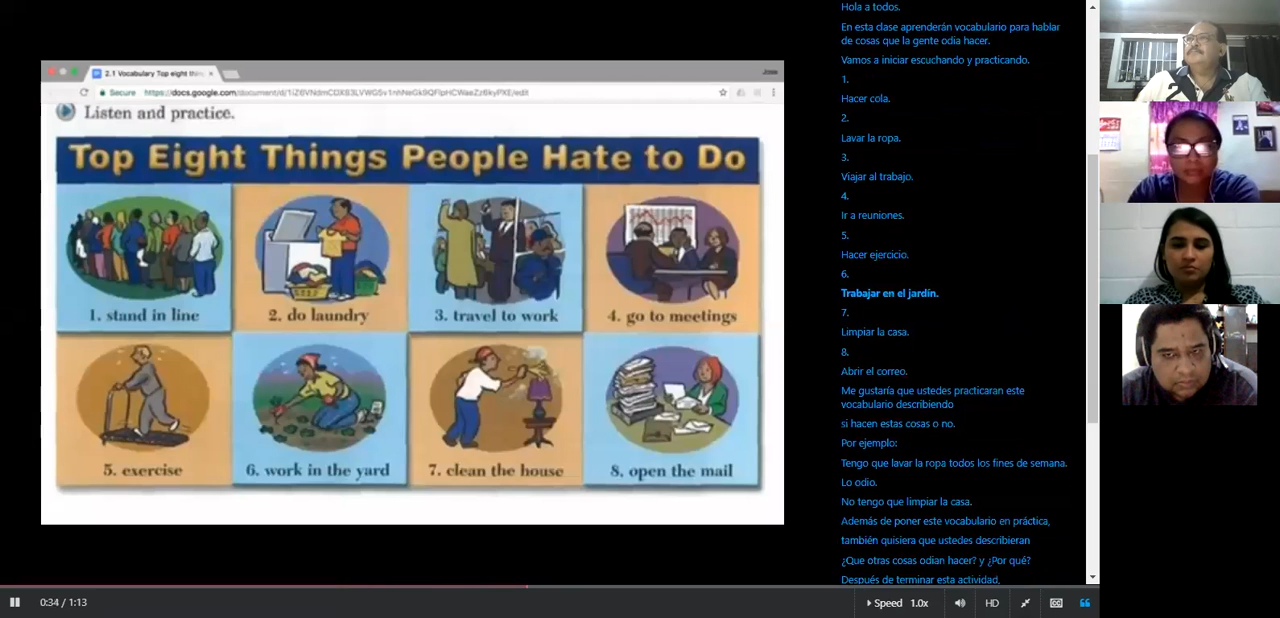 2.1 Vocabulary Top eight thin
Jose
Secure
Listen and practice.
Top Eight Things People Hate to Do
1. stand in line
2. do laundry
3. travel to work
4. go to meetings
5. exercise
6. work in the yard
7. clean the house
8. open the mail
Hola a todos.
En esta clase aprenderán vocabulario para hablar
de cosas que la gente odia hacer.
Vamos a iniciar escuchando y practicando.
1.
Hacer cola.
2.
Lavar la ropa.
3.
Viajar al trabajo.
4.
Ir a reuniones.
5.
Hacer ejercicio.
6.
Trabajar en el jardín.
7.
Limpiar la casa.
8.
Abrir el correo.
Me gustaría que ustedes practicaran este
vocabulario describiendo
si hacen estas cosas o no.
Por ejemplo:
Tengo que lavar la ropa todos los fines de semana.
Lo odio.
No tengo que limpiar la casa.
Además de poner este vocabulario en práctica,
también quisiera que ustedes describieran
¿Que otras cosas odian hacer? y ¿Por qué?
Después de terminar esta actividad,
0:34 / 1:13
Speed 1.0x
HD
CC